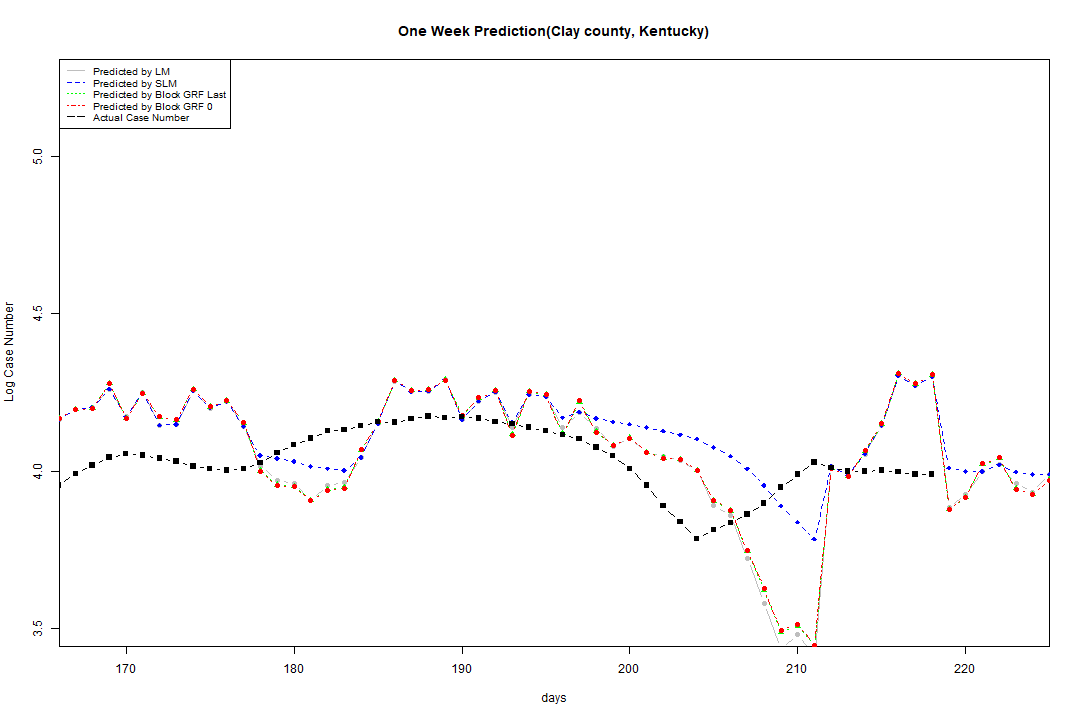 One Week Prediction(Clay county, Kentucky)
Predicted by LM
Predicted by SLM
Predicted by Block GRF Last
Predicted by Block GRF 0
Actual Case Number
5.0
4.5
4.0
3.5
Log Case Number
170 180 190 200 210 220
days